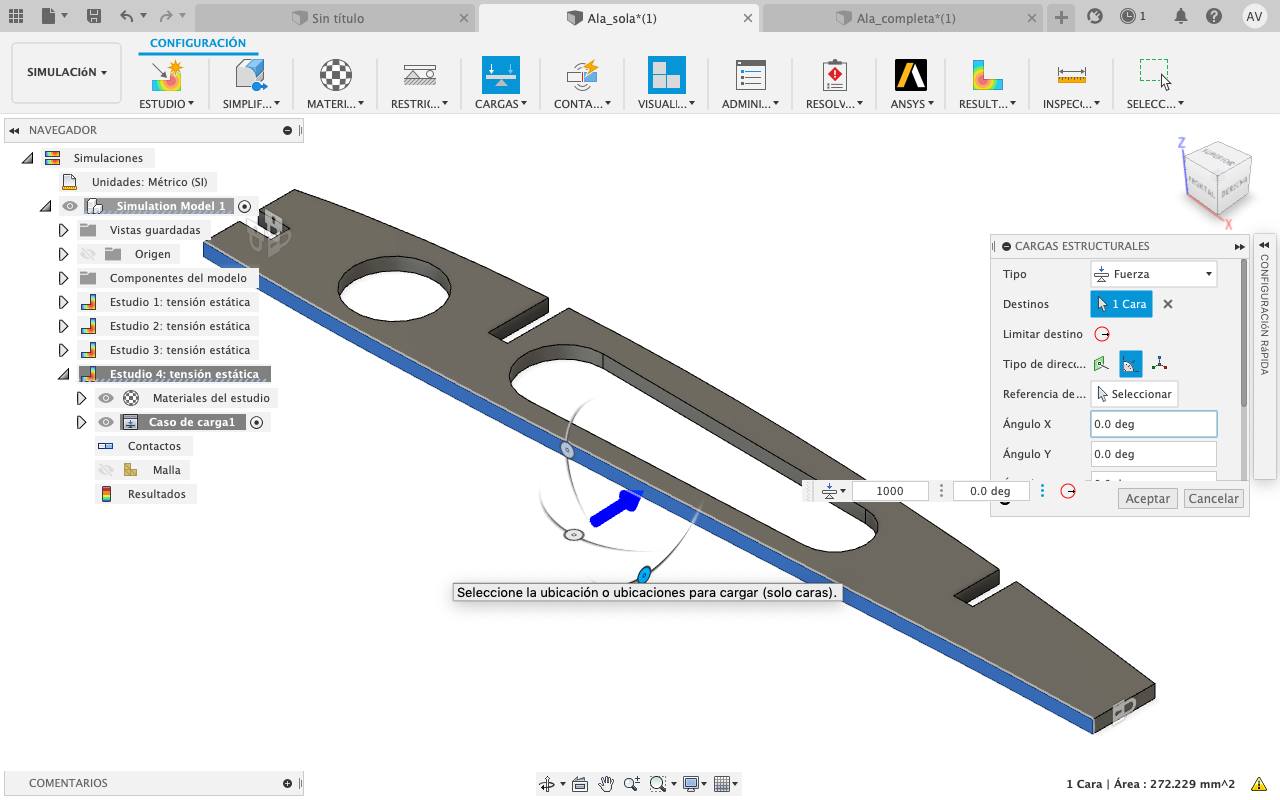 Sin título
Ala_sola*(1)
Ala_completa*(1)
1
AV
SIMULACIóN
CONFIGURACIÓN
ESTUDIO
SIMPLIF...
MATERI...
RESTRIC...
CARGAS
CONTA...
VISUALI...
ADMINI...
RESOLV...
ANSYS
RESULT...
INSPEC...
SELECC...
NAVEGADOR
Simulaciones
Unidades: Métrico (SI)
Simulation Model 1
Vistas guardadas
Origen
Componentes del modelo
Estudio 1: tensión estática
Estudio 2: tensión estática
Estudio 3: tensión estática
Estudio 4: tensión estática
Materiales del estudio
Caso de carga1
Contactos
Malla
Resultados
Z
SUPERIOR
FRONTAL
DERECHA
X
CARGAS ESTRUCTURALES
Tipo
Fuerza
Destinos
1 Cara
Limitar destino
Tipo de direcc...
Referencia de...
Seleccionar
Ángulo X
0.0 deg
Ángulo Y
0.0 deg
1000
0.0 deg
Aceptar
Cancelar
CONFIGURACIÓN RáPIDA
Seleccione la ubicación o ubicaciones para cargar (solo caras).
COMENTARIOS
1 Cara | Área : 272.229 mm^2